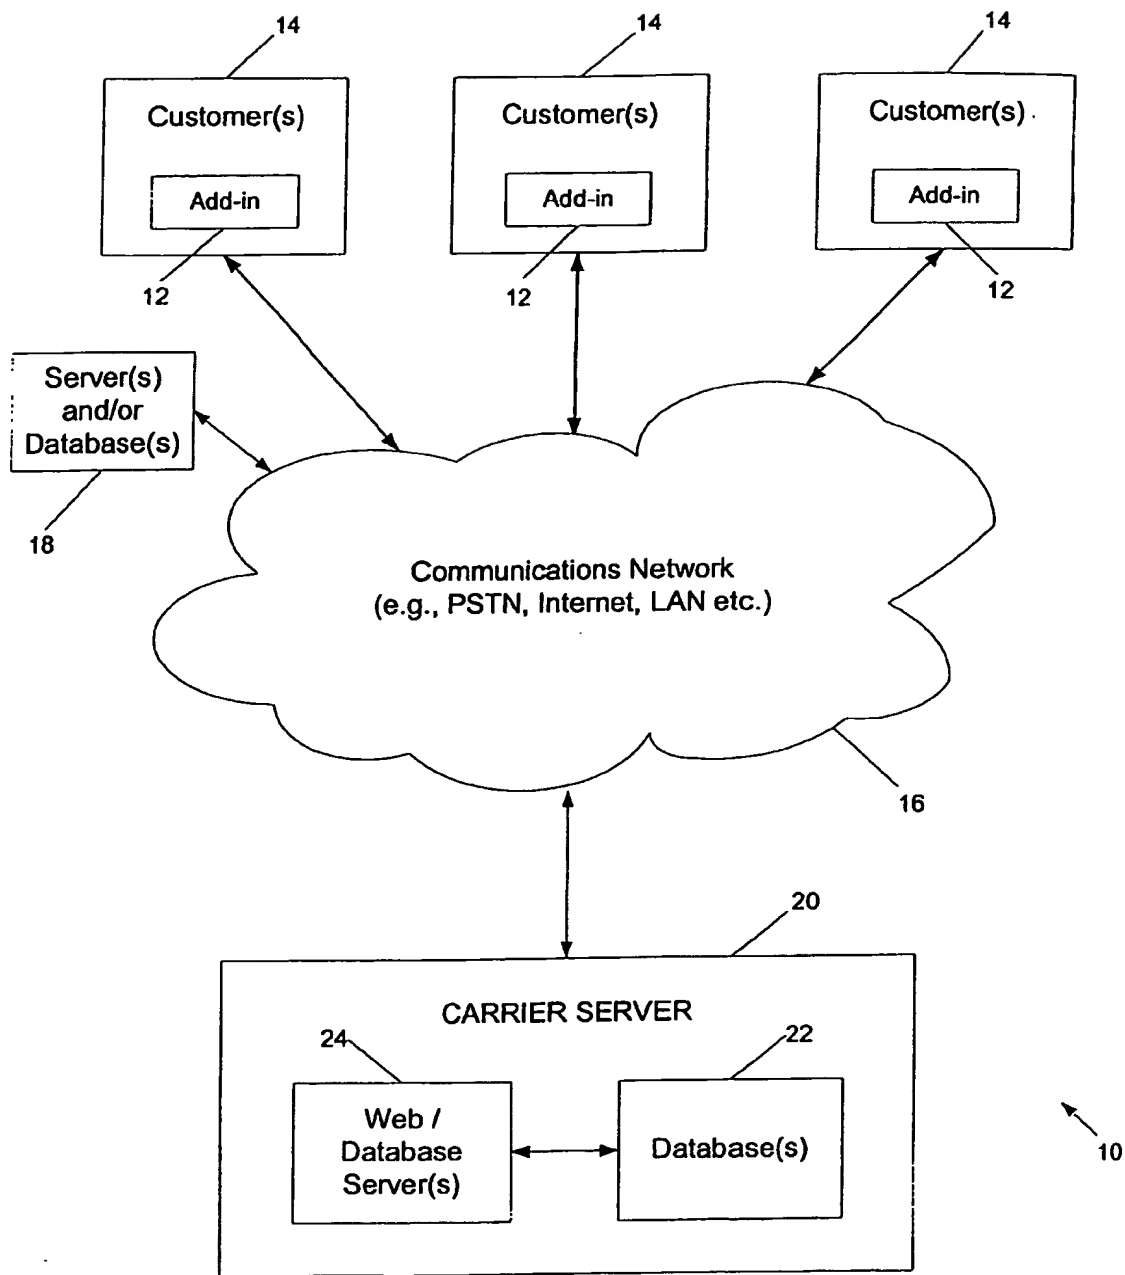 14
14
14
Customer(s)
Customer(s)
Customer(s)
Add-in
Add-in
Add-in
12
12
12
Server(s)
and/or
Database(s)
18
Communications Network
(e.g., PSTN, Internet, LAN etc.)
16
20
CARRIER SERVER
24
22
Web /
Database
Server(s)
Database(s)
10